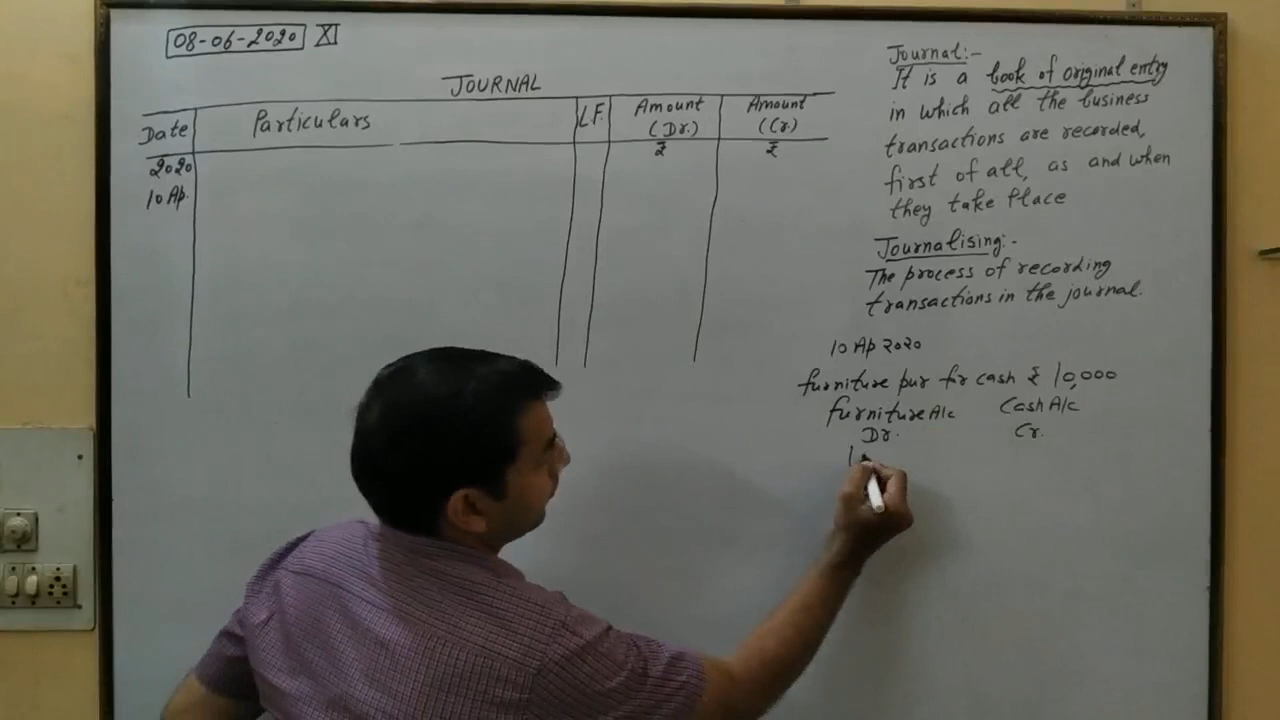 08-06-2020 XI
JOURNAL
Date Particulars L.F. Amount (Dr.) Amount (Cr)
₹ ₹
2020
10 Ap.
Journal:-
It is a book of original entry
in which all the business
transactions are recorded,
first of all, as and when
they take Place
Journalising:-
The process of recording
transactions in the journal.
10 Ap 2020
furniture pur for cash ₹ 10,000
furniture A/c Cash A/c
Dr. Cr.